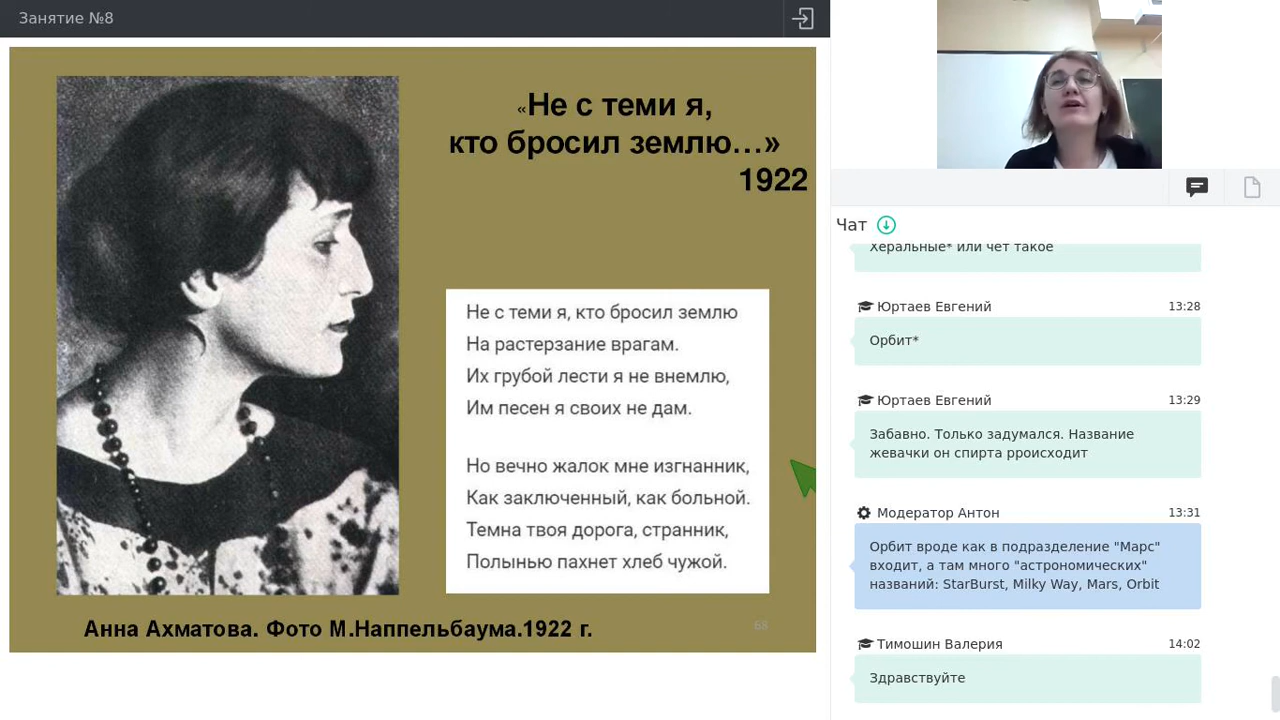 Занятие №8
«Не с теми я,
кто бросил землю…»
1922
Не с теми я, кто бросил землю
На растерзание врагам.
Их грубой лести я не внемлю,
Им песен я своих не дам.
Но вечно жалок мне изгнанник,
Как заключенный, как больной.
Темна твоя дорога, странник,
Полынью пахнет хлеб чужой.
Анна Ахматова. Фото М.Наппельбаума.1922 г.
68
Чат
Херальные* или чет такое
Юртаев Евгений 13:28
Орбит*
Юртаев Евгений 13:29
Забавно. Только задумался. Название
жевачки он спирта рроисходит
Модератор Антон 13:31
Орбит вроде как в подразделение "Марс"
входит, а там много "астрономических"
названий: StarBurst, Milky Way, Mars, Orbit
Тимошин Валерия 14:02
Здравствуйте